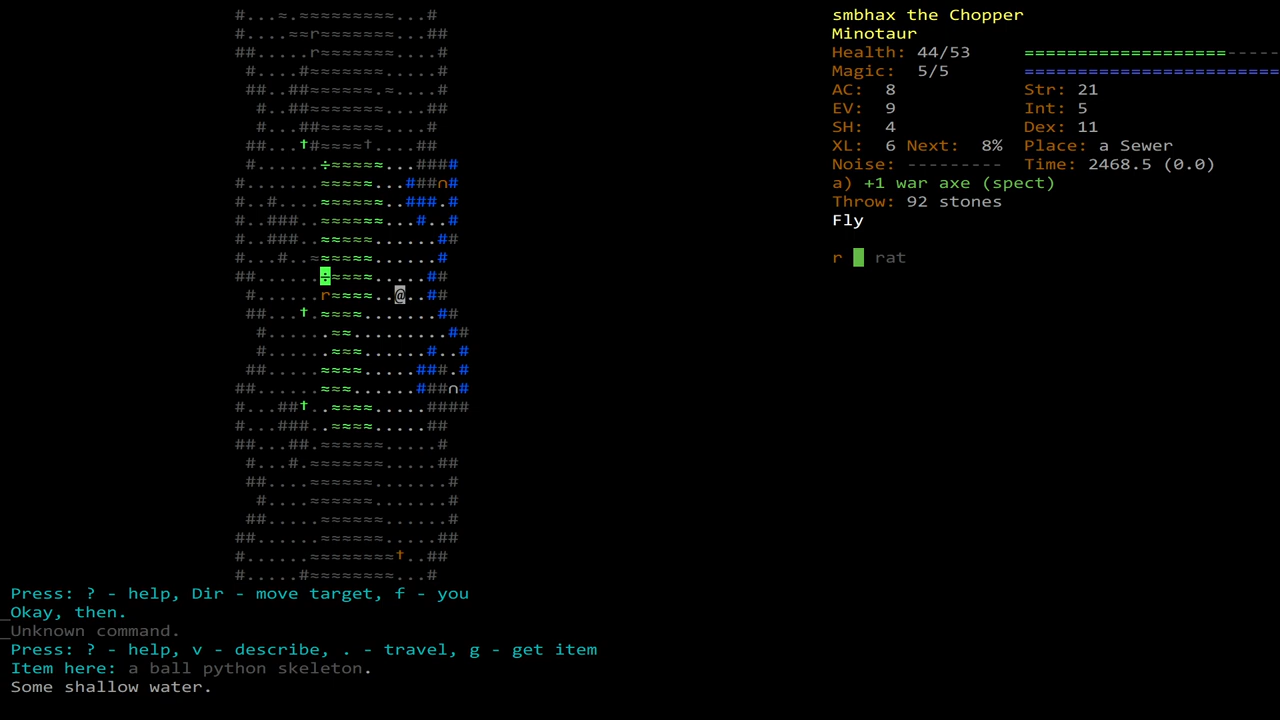 smbhax the Chopper
Minotaur
Health: 44/53 ========================-----
Magic: 5/5 ==============================
AC: 8 Str: 21
EV: 9 Int: 5
SH: 4 Dex: 11
XL: 6 Next: 8% Place: a Sewer
Noise: --------- Time: 2468.5 (0.0)
a) +1 war axe (spect)
Throw: 92 stones
Fly
r rat
Press: ? - help, Dir - move target, f - you
_Okay, then.
_Unknown command.
Press: ? - help, v - describe, . - travel, g - get item
Item here: a ball python skeleton.
Some shallow water.